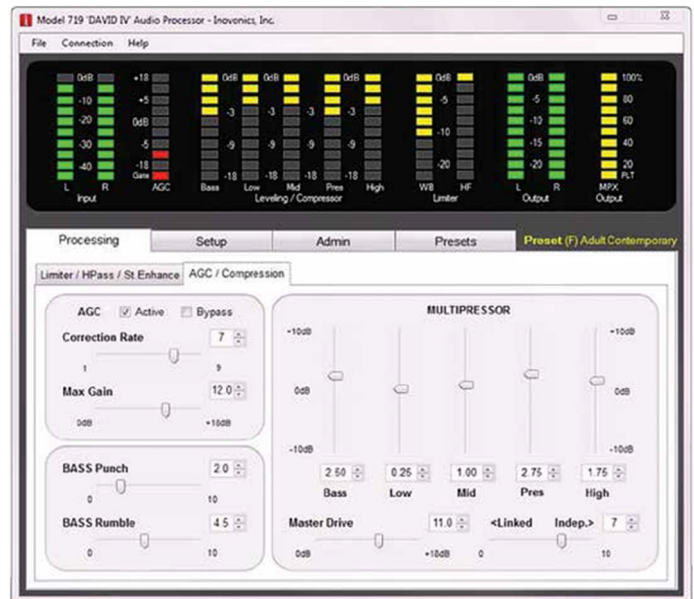 Model 719 'DAVID IV' Audio Processor - Inovonics, Inc.
File Connection Help
0dB +18 0dB 0dB 0dB 0dB 0dB 100%
-10 +5 -3 -3 -3 -3 -5 -5 80
-20 0dB -10 -10 60
-30 -5 -9 -9 -9 -9 -15 40
-40 -18 -20 -20 20
Gate -18 -18 -18 -18 PLT
L R AGC Bass Low Mid Pres High WB HF L R MPX
Input Leveling / Compressor Limiter Output Output
Processing Setup Admin Presets Preset (F) Adult Contemporary
Limiter / HPass / St Enhance AGC / Compression
AGC Active Bypass
Correction Rate 7
1 9
Max Gain 12.0
0dB +18dB
BASS Punch 2.0
0 10
BASS Rumble 4.5
0 10
MULTIPRESSOR
+10dB +10dB
0dB 0dB
-10dB -10dB
2.50 0.25 1.00 2.75 1.75
Bass Low Mid Pres High
Master Drive 11.0 <Linked Indep.> 7
0dB +18dB 0 10